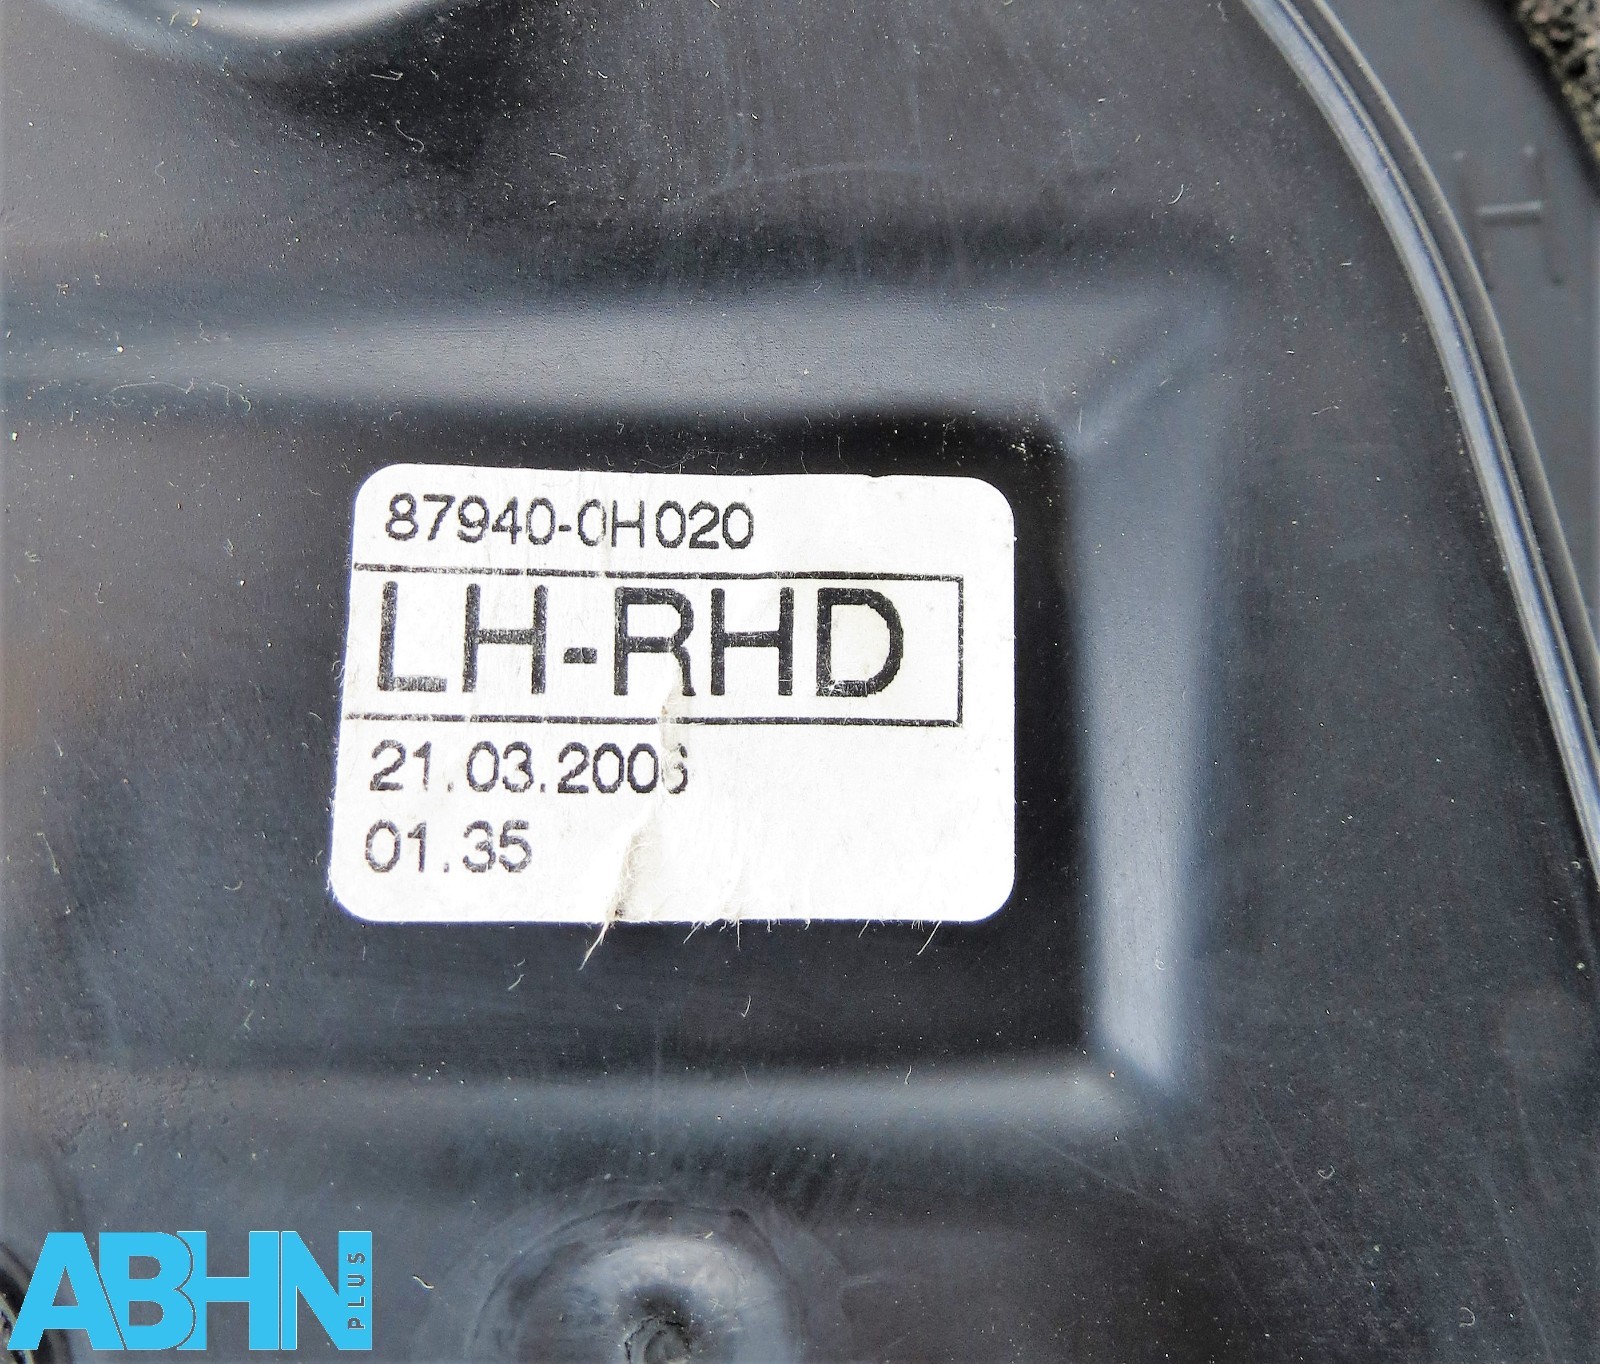 87940-0H020
LH-RHD
21.03.2006
01.35
ABHN
PLUS